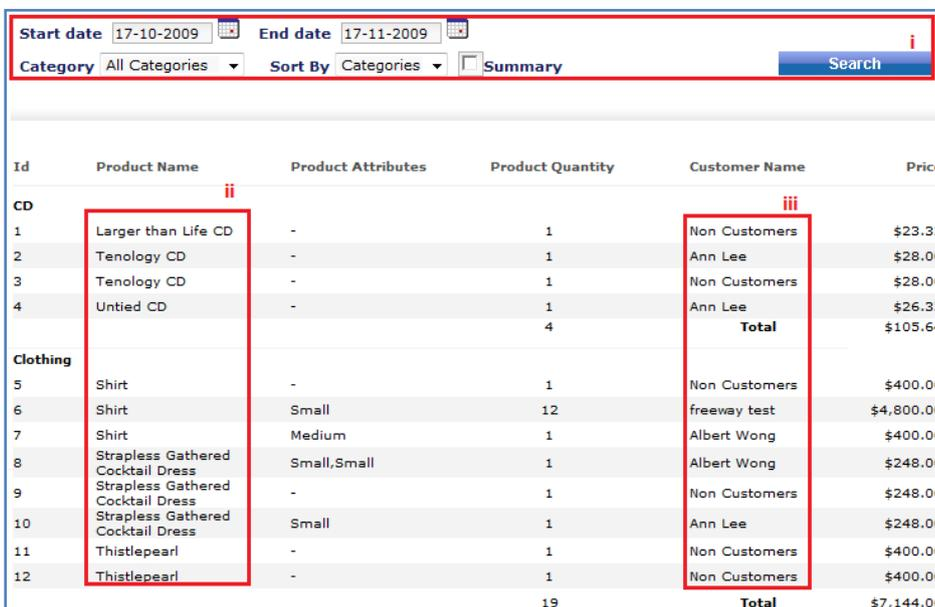 Start date 17-10-2009 End date 17-11-2009
i
Category All Categories Sort By Categories Summary Search
Id Product Name Product Attributes Product Quantity Customer Name Pric
ii
iii
CD
1 Larger than Life CD - 1 Non Customers $23.3
2 Tenology CD - 1 Ann Lee $28.0
3 Tenology CD - 1 Non Customers $28.0
4 Untied CD - 1 Ann Lee $26.3
4 Total $105.6
Clothing
5 Shirt - 1 Non Customers $400.0
6 Shirt Small 12 freeway test $4,800.0
7 Shirt Medium 1 Albert Wong $400.0
8 Strapless Gathered
Cocktail Dress Small,Small 1 Albert Wong $248.0
9 Strapless Gathered
Cocktail Dress - 1 Non Customers $248.0
10 Strapless Gathered
Cocktail Dress Small 1 Ann Lee $248.0
11 Thistlepearl - 1 Non Customers $400.0
12 Thistlepearl - 1 Non Customers $400.0
19 Total $7,144.0